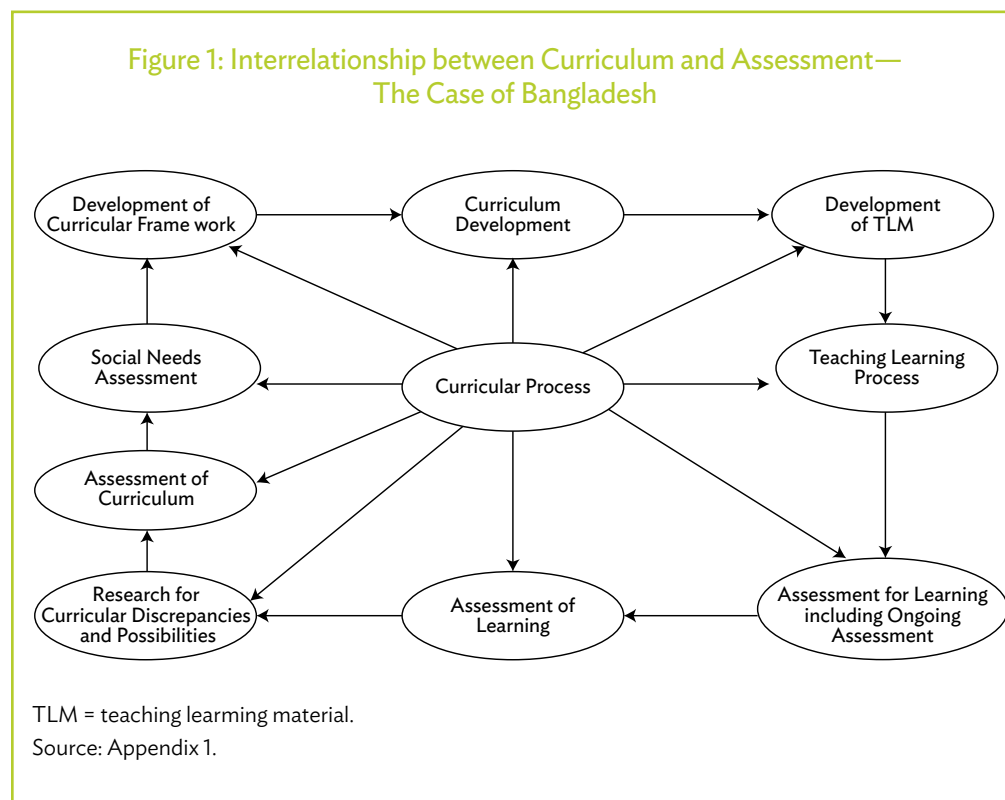 Figure 1: Interrelationship between Curriculum and Assessment—
The Case of Bangladesh
Development of
Curricular Frame work
Curriculum
Development
Development
of TLM
Social Needs
Assessment
Curricular Process
Teaching Learning
Process
Assessment of
Curriculum
Research for
Curricular Discrepancies
and Possibilities
Assessment of
Learning
Assessment for Learning
including Ongoing
Assessment
TLM = teaching learming material.
Source: Appendix 1.